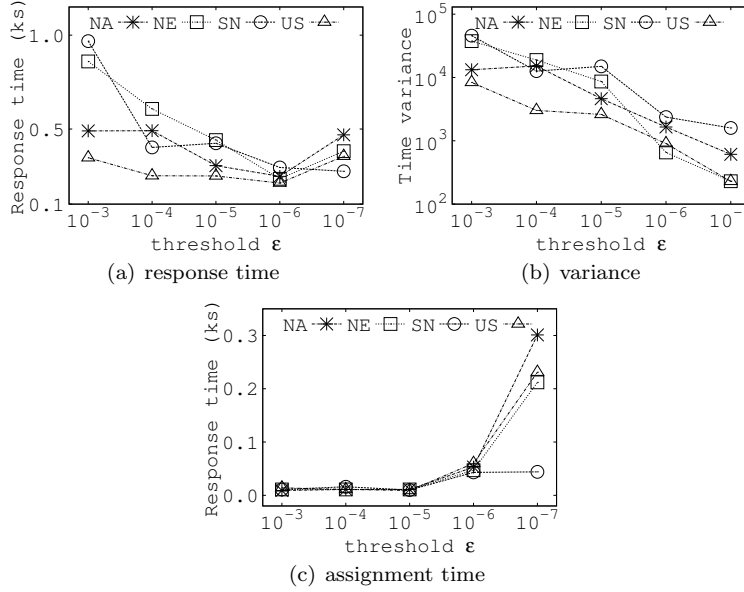 NA NE SN US
Response time (ks)
1.0
0.5
0.1
10^-3 10^-4 10^-5 10^-6 10^-7
threshold ε
(a) response time
NA NE SN US
Time variance
10^5
10^4
10^3
10^2
10^-3 10^-4 10^-5 10^-6 10^-7
threshold ε
(b) variance
NA NE SN US
Response time (ks)
0.3
0.2
0.1
0.0
10^-3 10^-4 10^-5 10^-6 10^-7
threshold ε
(c) assignment time